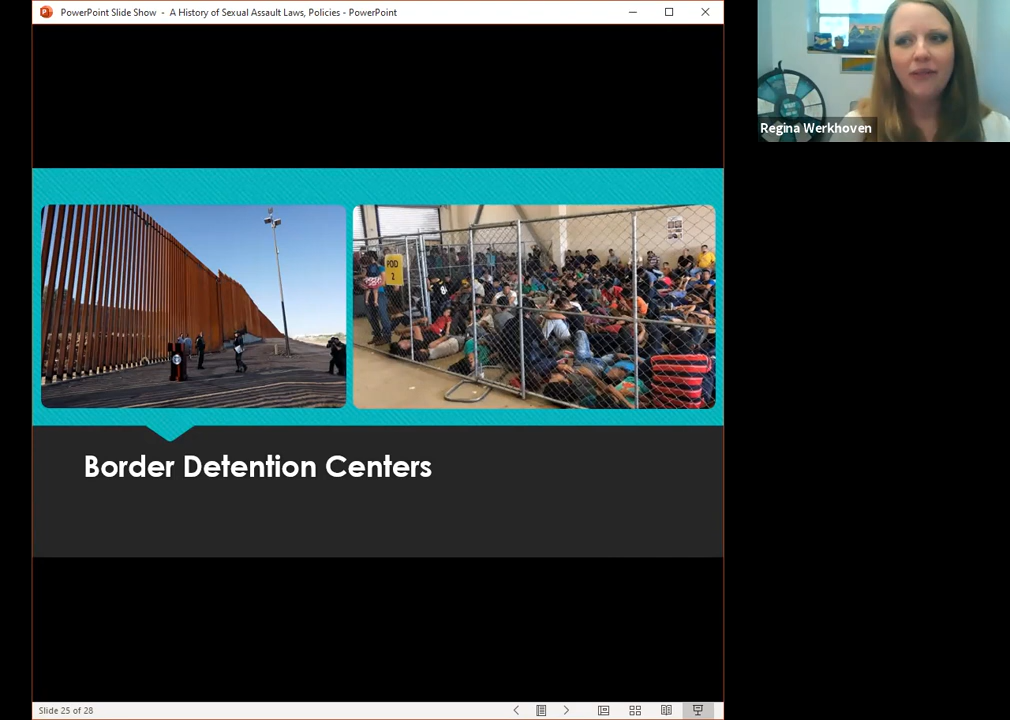 PowerPoint Slide Show - A History of Sexual Assault Laws, Policies - PowerPoint
Regina Werkhoven
POD
2
Border Detention Centers
Slide 25 of 28